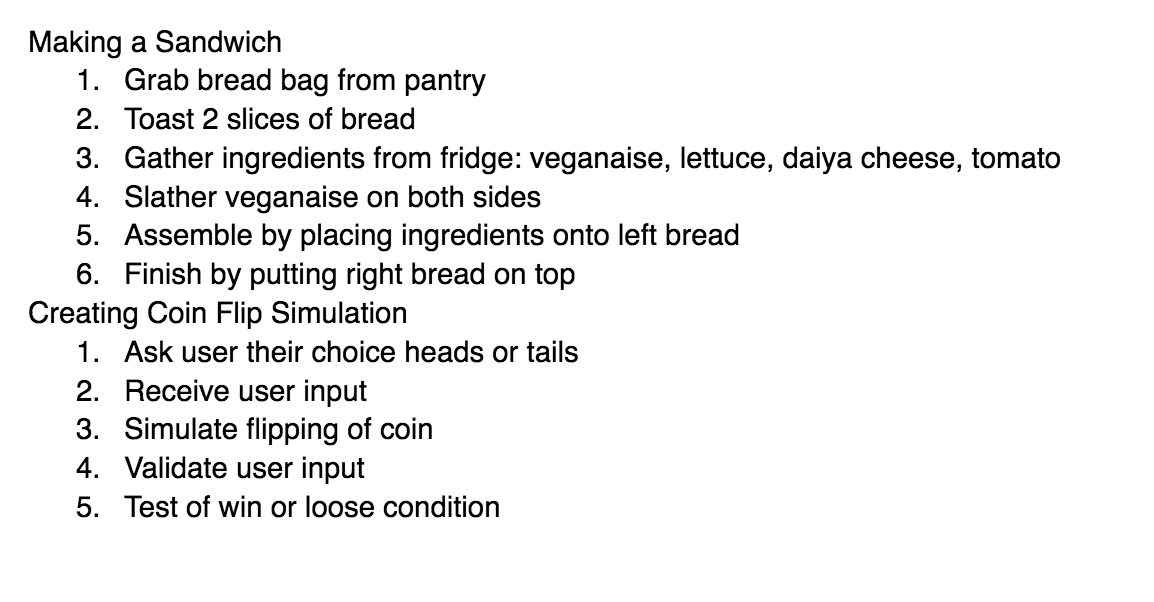 Making a Sandwich
1. Grab bread bag from pantry
2. Toast 2 slices of bread
3. Gather ingredients from fridge: veganaise, lettuce, daiya cheese, tomato
4. Slather veganaise on both sides
5. Assemble by placing ingredients onto left bread
6. Finish by putting right bread on top
Creating Coin Flip Simulation
1. Ask user their choice heads or tails
2. Receive user input
3. Simulate flipping of coin
4. Validate user input
5. Test of win or loose condition